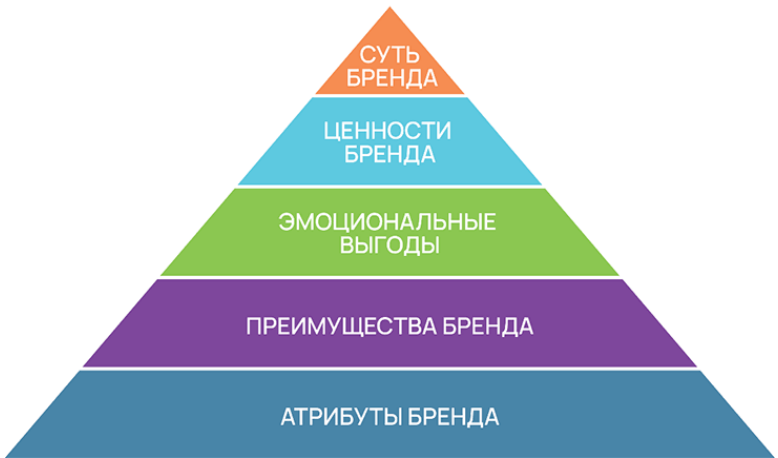 СУТЬ
БРЕНДА
ЦЕННОСТИ
БРЕНДА
ЭМОЦИОНАЛЬНЫЕ
ВЫГОДЫ
ПРЕИМУЩЕСТВА БРЕНДА
АТРИБУТЫ БРЕНДА